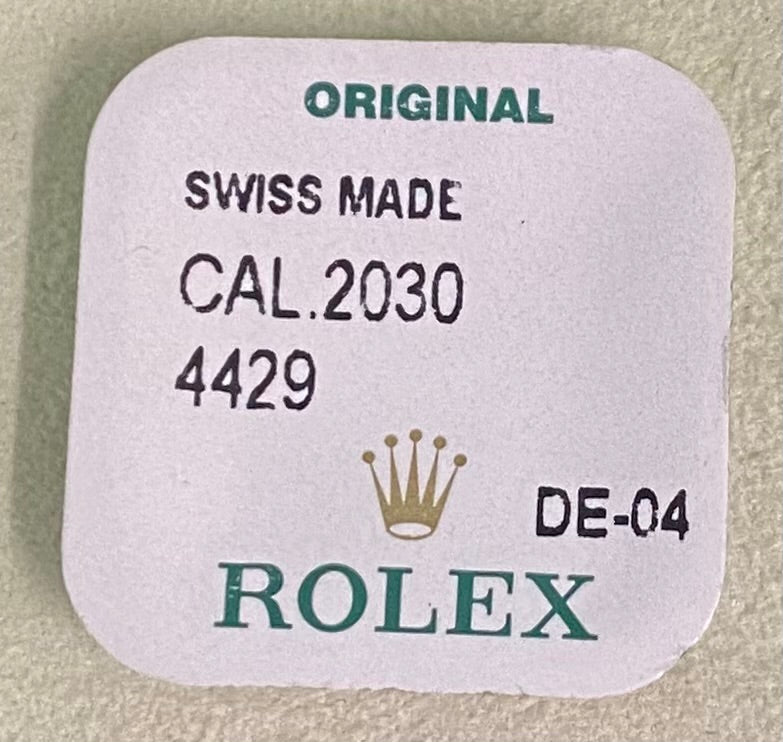 ORIGINAL
SWISS MADE
CAL.2030
4429
DE-04
ROLEX